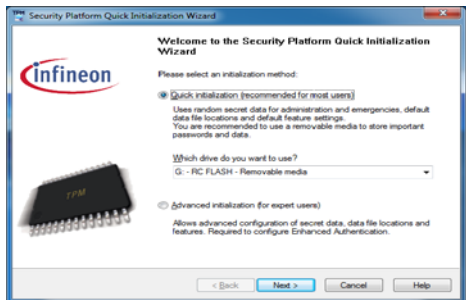 Security Platform Quick Initialization Wizard
Welcome to the Security Platform Quick Initialization
Wizard
Infineon
Please select an initialization method:
Quick initialization (recommended for most users)
Uses random secret data for administration and emergencies, default
data file locations and default feature settings.
You are recommended to use a removable media to store important
passwords and data.
Which drive do you want to use?
G: - RC FLASH - Removable media
TPM
Advanced initialization (for expert users)
Allows advanced configuration of secret data, data file locations and
features. Required to configure Enhanced Authentication.
< Back
Next >
Cancel
Help